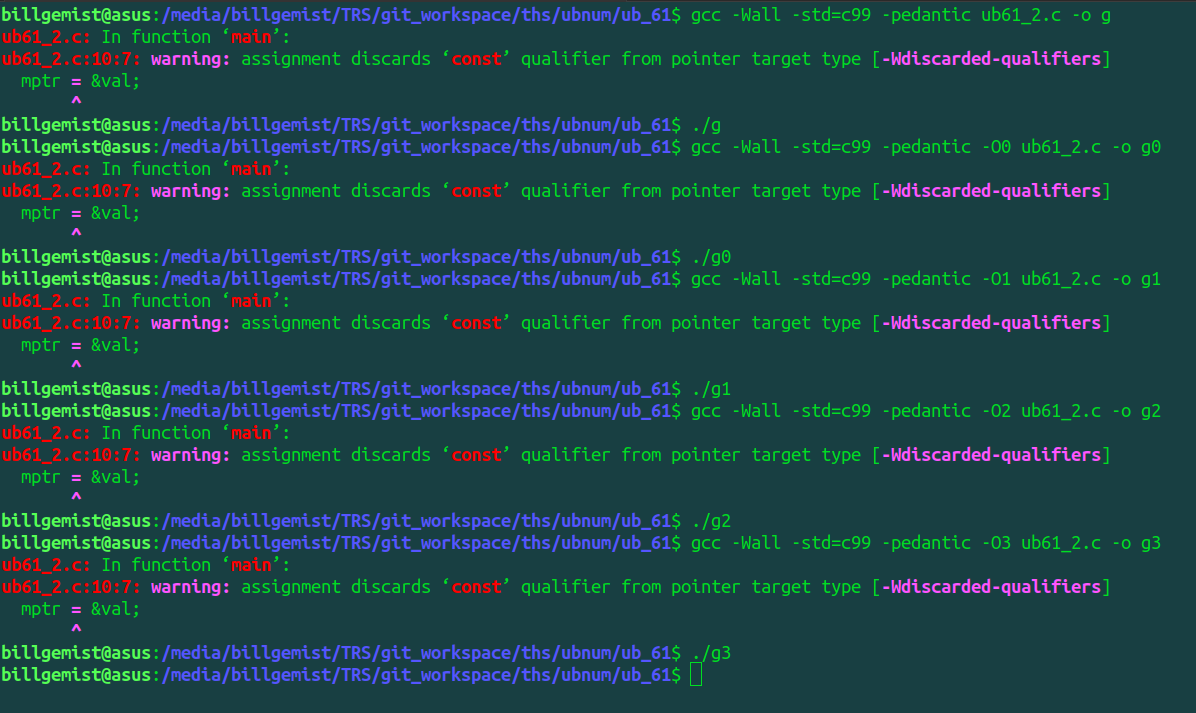 billgemist@asus:/media/billgemist/TRS/git_workspace/ths/ubnum/ub_61$ gcc -Wall -std=c99 -pedantic ub61_2.c -o g
ub61_2.c: In function ‘main’:
ub61_2.c:10:7: warning: assignment discards ‘const’ qualifier from pointer target type [-Wdiscarded-qualifiers]
  mptr = &val;
       ^
billgemist@asus:/media/billgemist/TRS/git_workspace/ths/ubnum/ub_61$ ./g
billgemist@asus:/media/billgemist/TRS/git_workspace/ths/ubnum/ub_61$ gcc -Wall -std=c99 -pedantic -O0 ub61_2.c -o g0
ub61_2.c: In function ‘main’:
ub61_2.c:10:7: warning: assignment discards ‘const’ qualifier from pointer target type [-Wdiscarded-qualifiers]
  mptr = &val;
       ^
billgemist@asus:/media/billgemist/TRS/git_workspace/ths/ubnum/ub_61$ ./g0
billgemist@asus:/media/billgemist/TRS/git_workspace/ths/ubnum/ub_61$ gcc -Wall -std=c99 -pedantic -O1 ub61_2.c -o g1
ub61_2.c: In function ‘main’:
ub61_2.c:10:7: warning: assignment discards ‘const’ qualifier from pointer target type [-Wdiscarded-qualifiers]
  mptr = &val;
       ^
billgemist@asus:/media/billgemist/TRS/git_workspace/ths/ubnum/ub_61$ ./g1
billgemist@asus:/media/billgemist/TRS/git_workspace/ths/ubnum/ub_61$ gcc -Wall -std=c99 -pedantic -O2 ub61_2.c -o g2
ub61_2.c: In function ‘main’:
ub61_2.c:10:7: warning: assignment discards ‘const’ qualifier from pointer target type [-Wdiscarded-qualifiers]
  mptr = &val;
       ^
billgemist@asus:/media/billgemist/TRS/git_workspace/ths/ubnum/ub_61$ ./g2
billgemist@asus:/media/billgemist/TRS/git_workspace/ths/ubnum/ub_61$ gcc -Wall -std=c99 -pedantic -O3 ub61_2.c -o g3
ub61_2.c: In function ‘main’:
ub61_2.c:10:7: warning: assignment discards ‘const’ qualifier from pointer target type [-Wdiscarded-qualifiers]
  mptr = &val;
       ^
billgemist@asus:/media/billgemist/TRS/git_workspace/ths/ubnum/ub_61$ ./g3
billgemist@asus:/media/billgemist/TRS/git_workspace/ths/ubnum/ub_61$